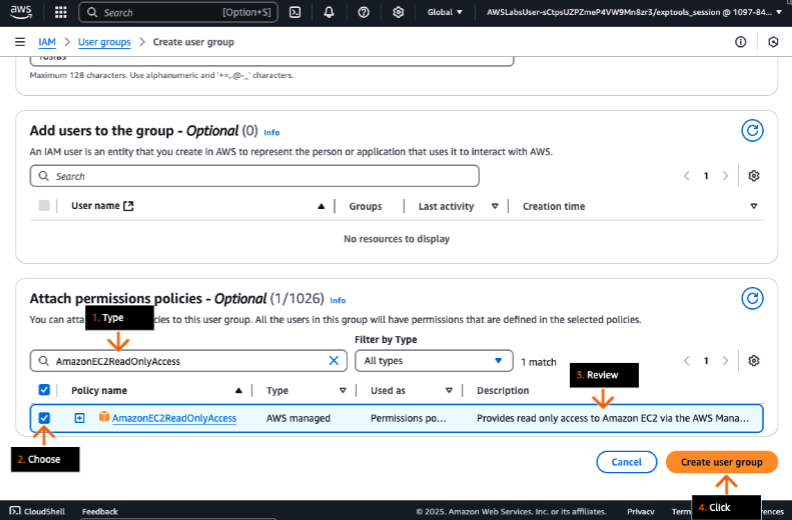 aws
Search [Option+S] Global AWSLabsUser-sCtpsUZPZmeP4VW9Mn8zr3/exptools_session @ 1097-84...
IAM > User groups > Create user group
Maximum 128 characters. Use alphanumeric and '+=,.@-_' characters.
Add users to the group - Optional (0) Info
An IAM user is an entity that you create in AWS to represent the person or application that uses it to interact with AWS.
Search
1
User name Groups Last activity Creation time
No resources to display
Attach permissions policies - Optional (1/1026) Info
1. Type
You can atta cies to this user group. All the users in this group will have permissions that are defined in the selected policies.
Filter by Type
AmazonEC2ReadOnlyAccess All types 1 match 1
3. Review
Policy name Type Used as Description
AmazonEC2ReadOnlyAccess AWS managed Permissions po... Provides read only access to Amazon EC2 via the AWS Mana...
2. Choose
Cancel Create user group
4. Click
CloudShell Feedback © 2025, Amazon Web Services, Inc. or its affiliates. Privacy Term rences